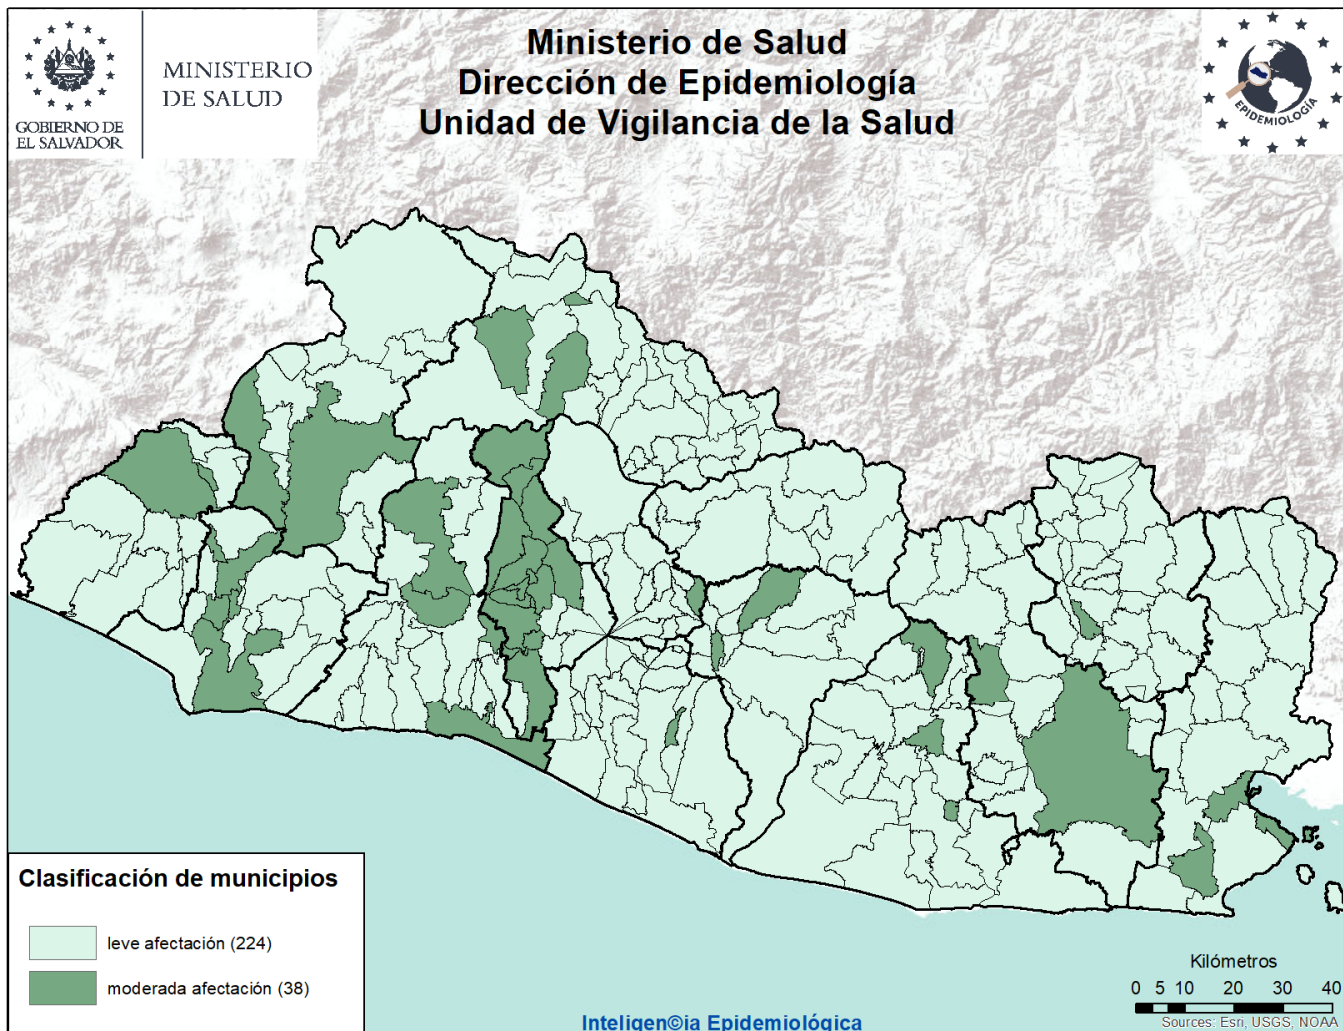 Ministerio de Salud
Dirección de Epidemiología
Unidad de Vigilancia de la Salud
MINISTERIO
DE SALUD
GOBIERNO DE
EL SALVADOR
EPIDEMIOLOGÍA
Clasificación de municipios
leve afectación (224)
moderada afectación (38)
Kilómetros
0 5 10 20 30 40
Sources: Esri, USGS, NOAA
Inteligen©ia Epidemiológica